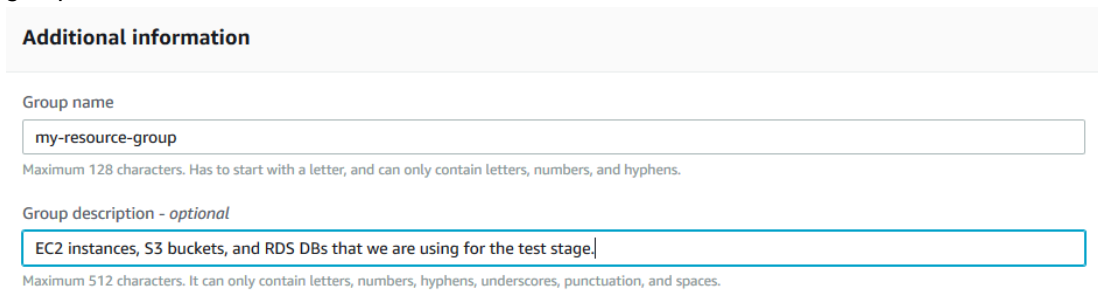 Additional information
Group name
my-resource-group
Maximum 128 characters. Has to start with a letter, and can only contain letters, numbers, and hyphens.
Group description - optional
EC2 instances, S3 buckets, and RDS DBs that we are using for the test stage.
Maximum 512 characters. It can only contain letters, numbers, hyphens, underscores, punctuation, and spaces.